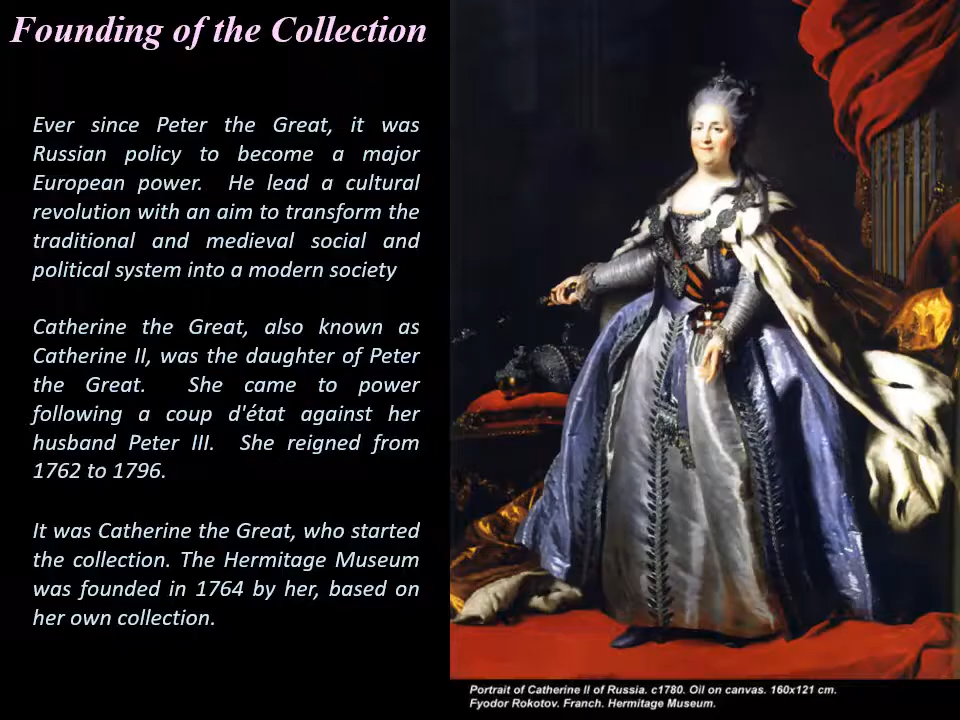 Founding of the Collection
Ever since Peter the Great, it was
Russian policy to become a major
European power. He lead a cultural
revolution with an aim to transform the
traditional and medieval social and
political system into a modern society
Catherine the Great, also known as
Catherine II, was the daughter of Peter
the Great. She came to power
following a coup d'état against her
husband Peter III. She reigned from
1762 to 1796.
It was Catherine the Great, who started
the collection. The Hermitage Museum
was founded in 1764 by her, based on
her own collection.
Portrait of Catherine II of Russia. c1780. Oil on canvas. 160x121 cm.
Fyodor Rokotov. Franch. Hermitage Museum.